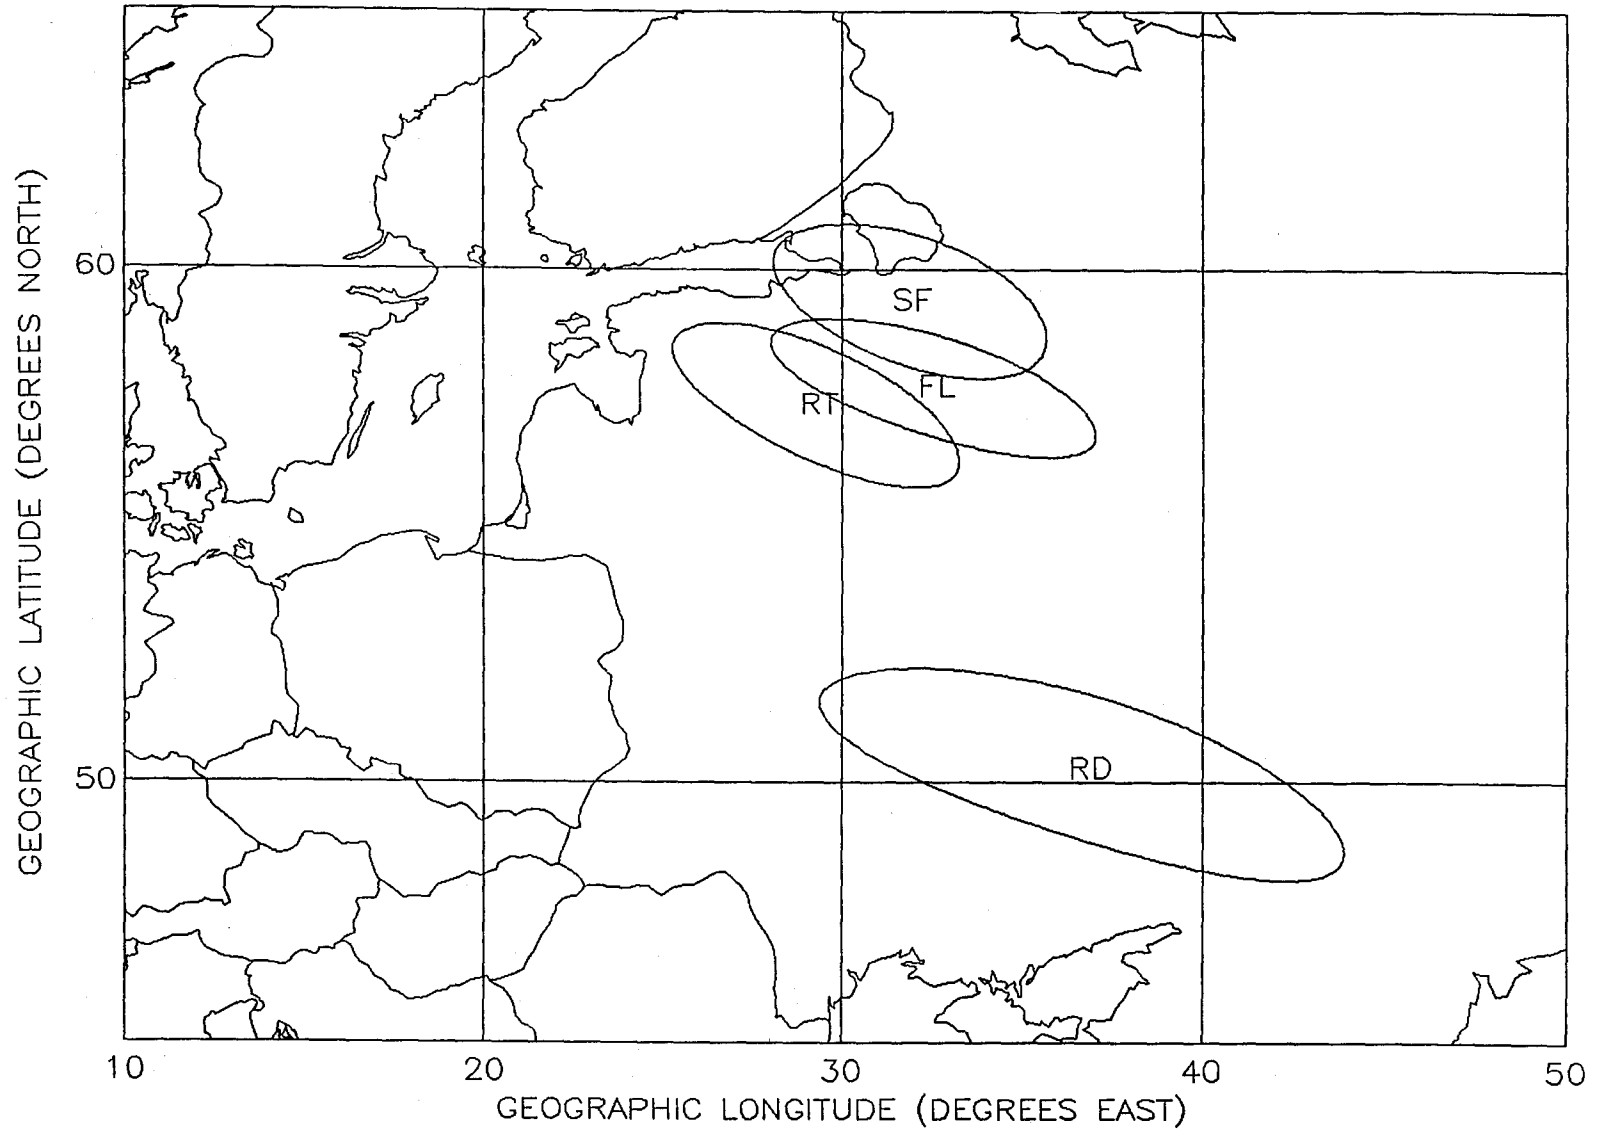 GEOGRAPHIC LATITUDE (DEGREES NORTH)
60
50
SF
FL
RT
RD
10 20 30 40 50
GEOGRAPHIC LONGITUDE (DEGREES EAST)